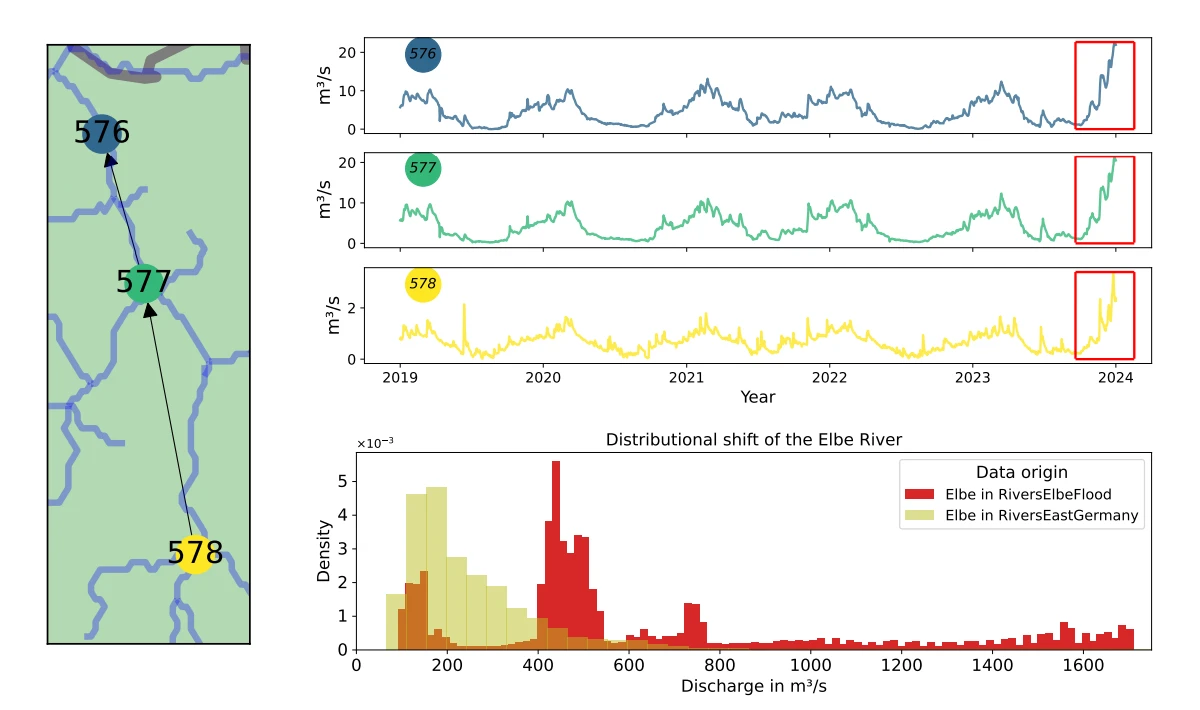 576
577
578
576
m³/s
20
10
0
577
m³/s
20
10
0
578
m³/s
2
0
2019 2020 2021 2022 2023 2024
Year
Distributional shift of the Elbe River
×10⁻³
Density
5
4
3
2
1
0
Data origin
Elbe in RiversElbeFlood
Elbe in RiversEastGermany
0 200 400 600 800 1000 1200 1400 1600
Discharge in m³/s